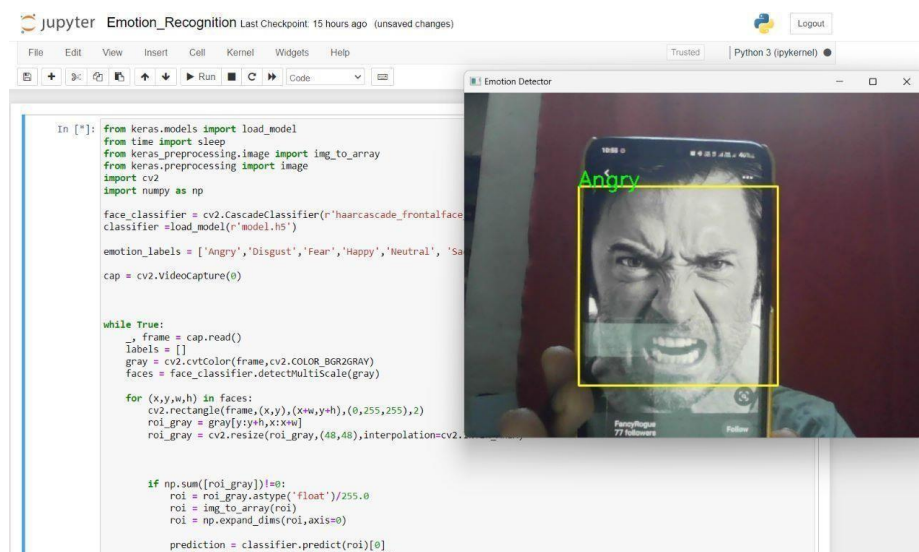 jupyter Emotion_Recognition Last Checkpoint: 15 hours ago (unsaved changes)
Logout
File Edit View Insert Cell Kernel Widgets Help
Trusted
Python 3 (ipykernel)
Run
Code
Emotion Detector
In [*]:
from keras.models import load_model
from time import sleep
from keras_preprocessing.image import img_to_array
from keras.preprocessing import image
import cv2
import numpy as np
face_classifier = cv2.CascadeClassifier(r'haarcascade_frontalface
classifier =load_model(r'model.h5')
emotion_labels = ['Angry','Disgust','Fear','Happy','Neutral', 'Sa
cap = cv2.VideoCapture(0)
while True:
_, frame = cap.read()
labels = []
gray = cv2.cvtColor(frame,cv2.COLOR_BGR2GRAY)
faces = face_classifier.detectMultiScale(gray)
for (x,y,w,h) in faces:
cv2.rectangle(frame,(x,y),(x+w,y+h),(0,255,255),2)
roi_gray = gray[y:y+h,x:x+w]
roi_gray = cv2.resize(roi_gray,(48,48),interpolation=cv2.
if np.sum([roi_gray])!=0:
roi = roi_gray.astype('float')/255.0
roi = img_to_array(roi)
roi = np.expand_dims(roi,axis=0)
prediction = classifier.predict(roi)[0]
10:55
Angry
FancyRogue
77 followers
Follow